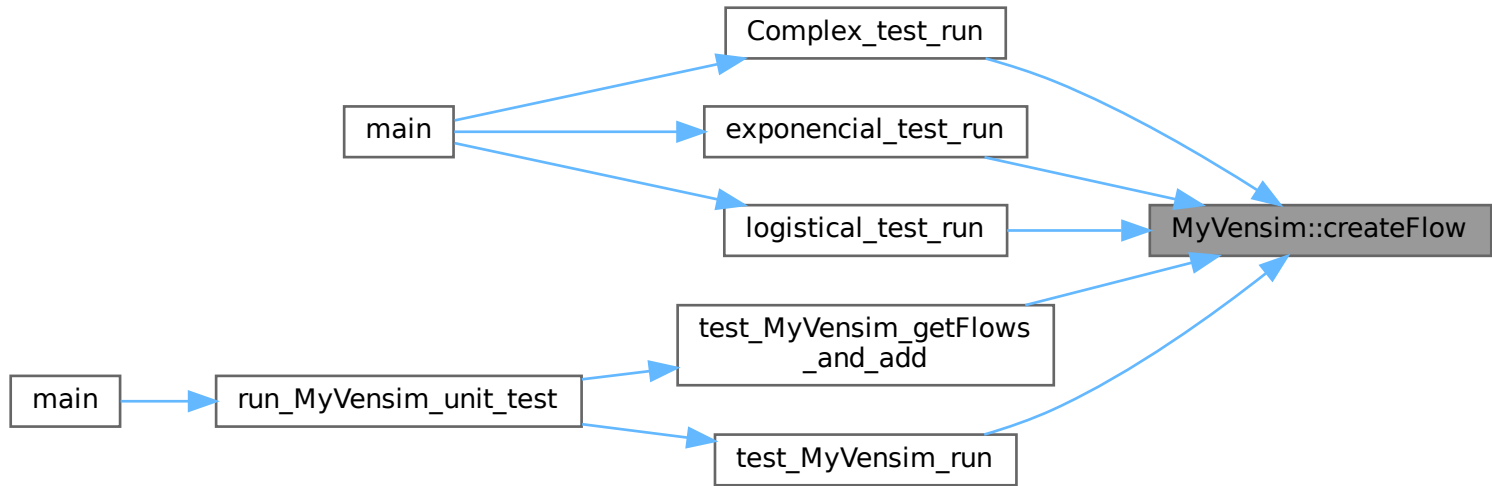 Complex_test_run
main
exponencial_test_run
logistical_test_run
MyVensim::createFlow
test_MyVensim_getFlows
_and_add
main
run_MyVensim_unit_test
test_MyVensim_run